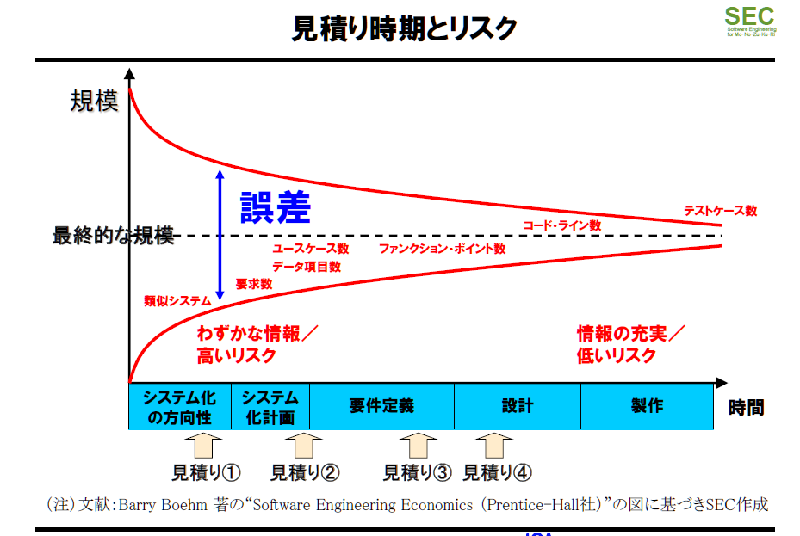 見積り時期とリスク
SEC
Software Engineering
規模
誤差
テストケース数
コード・ライン数
最終的な規模
ユースケース数
ファンクション・ポイント数
データ項目数
要求数
類似システム
わずかな情報／
高いリスク
情報の充実／
低いリスク
システム化
の方向性
システム
化計画
要件定義
設計
製作
時間
見積り①
見積り②
見積り③
見積り④
（注）文献：Barry Boehm 著の“Software Engineering Economics （Prentice-Hall社）”の図に基づきSEC作成